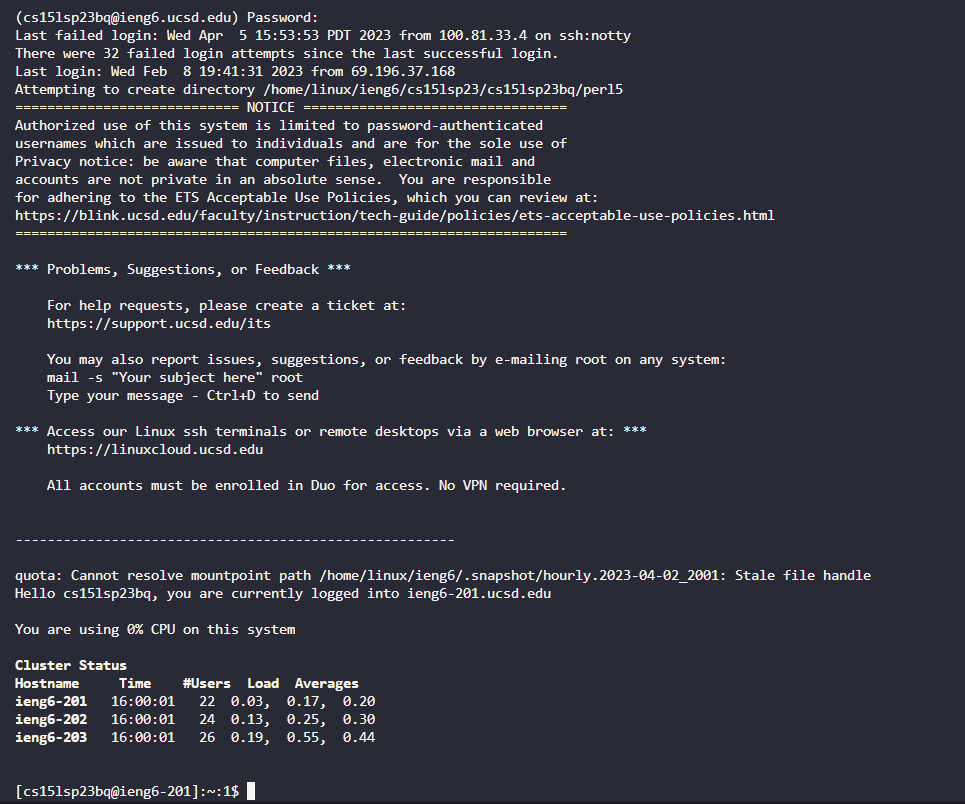 (cs15lsp23bq@ieng6.ucsd.edu) Password:
Last failed login: Wed Apr  5 15:53:53 PDT 2023 from 100.81.33.4 on ssh:notty
There were 32 failed login attempts since the last successful login.
Last login: Wed Feb  8 19:41:31 2023 from 69.196.37.168
Attempting to create directory /home/linux/ieng6/cs15lsp23/cs15lsp23bq/perl5
============================ NOTICE =================================
Authorized use of this system is limited to password-authenticated
usernames which are issued to individuals and are for the sole use of
Privacy notice: be aware that computer files, electronic mail and
accounts are not private in an absolute sense.  You are responsible
for adhering to the ETS Acceptable Use Policies, which you can review at:
https://blink.ucsd.edu/faculty/instruction/tech-guide/policies/ets-acceptable-use-policies.html
=====================================================================
*** Problems, Suggestions, or Feedback ***
    For help requests, please create a ticket at:
    https://support.ucsd.edu/its
    You may also report issues, suggestions, or feedback by e-mailing root on any system:
    mail -s "Your subject here" root
    Type your message - Ctrl+D to send
*** Access our Linux ssh terminals or remote desktops via a web browser at: ***
    https://linuxcloud.ucsd.edu
    All accounts must be enrolled in Duo for access. No VPN required.
-------------------------------------------------------
quota: Cannot resolve mountpoint path /home/linux/ieng6/.snapshot/hourly.2023-04-02_2001: Stale file handle
Hello cs15lsp23bq, you are currently logged into ieng6-201.ucsd.edu
You are using 0% CPU on this system
Cluster Status
Hostname     Time    #Users  Load  Averages
ieng6-201   16:00:01   22  0.03,  0.17,  0.20
ieng6-202   16:00:01   24  0.13,  0.25,  0.30
ieng6-203   16:00:01   26  0.19,  0.55,  0.44
[cs15lsp23bq@ieng6-201]:~:1$